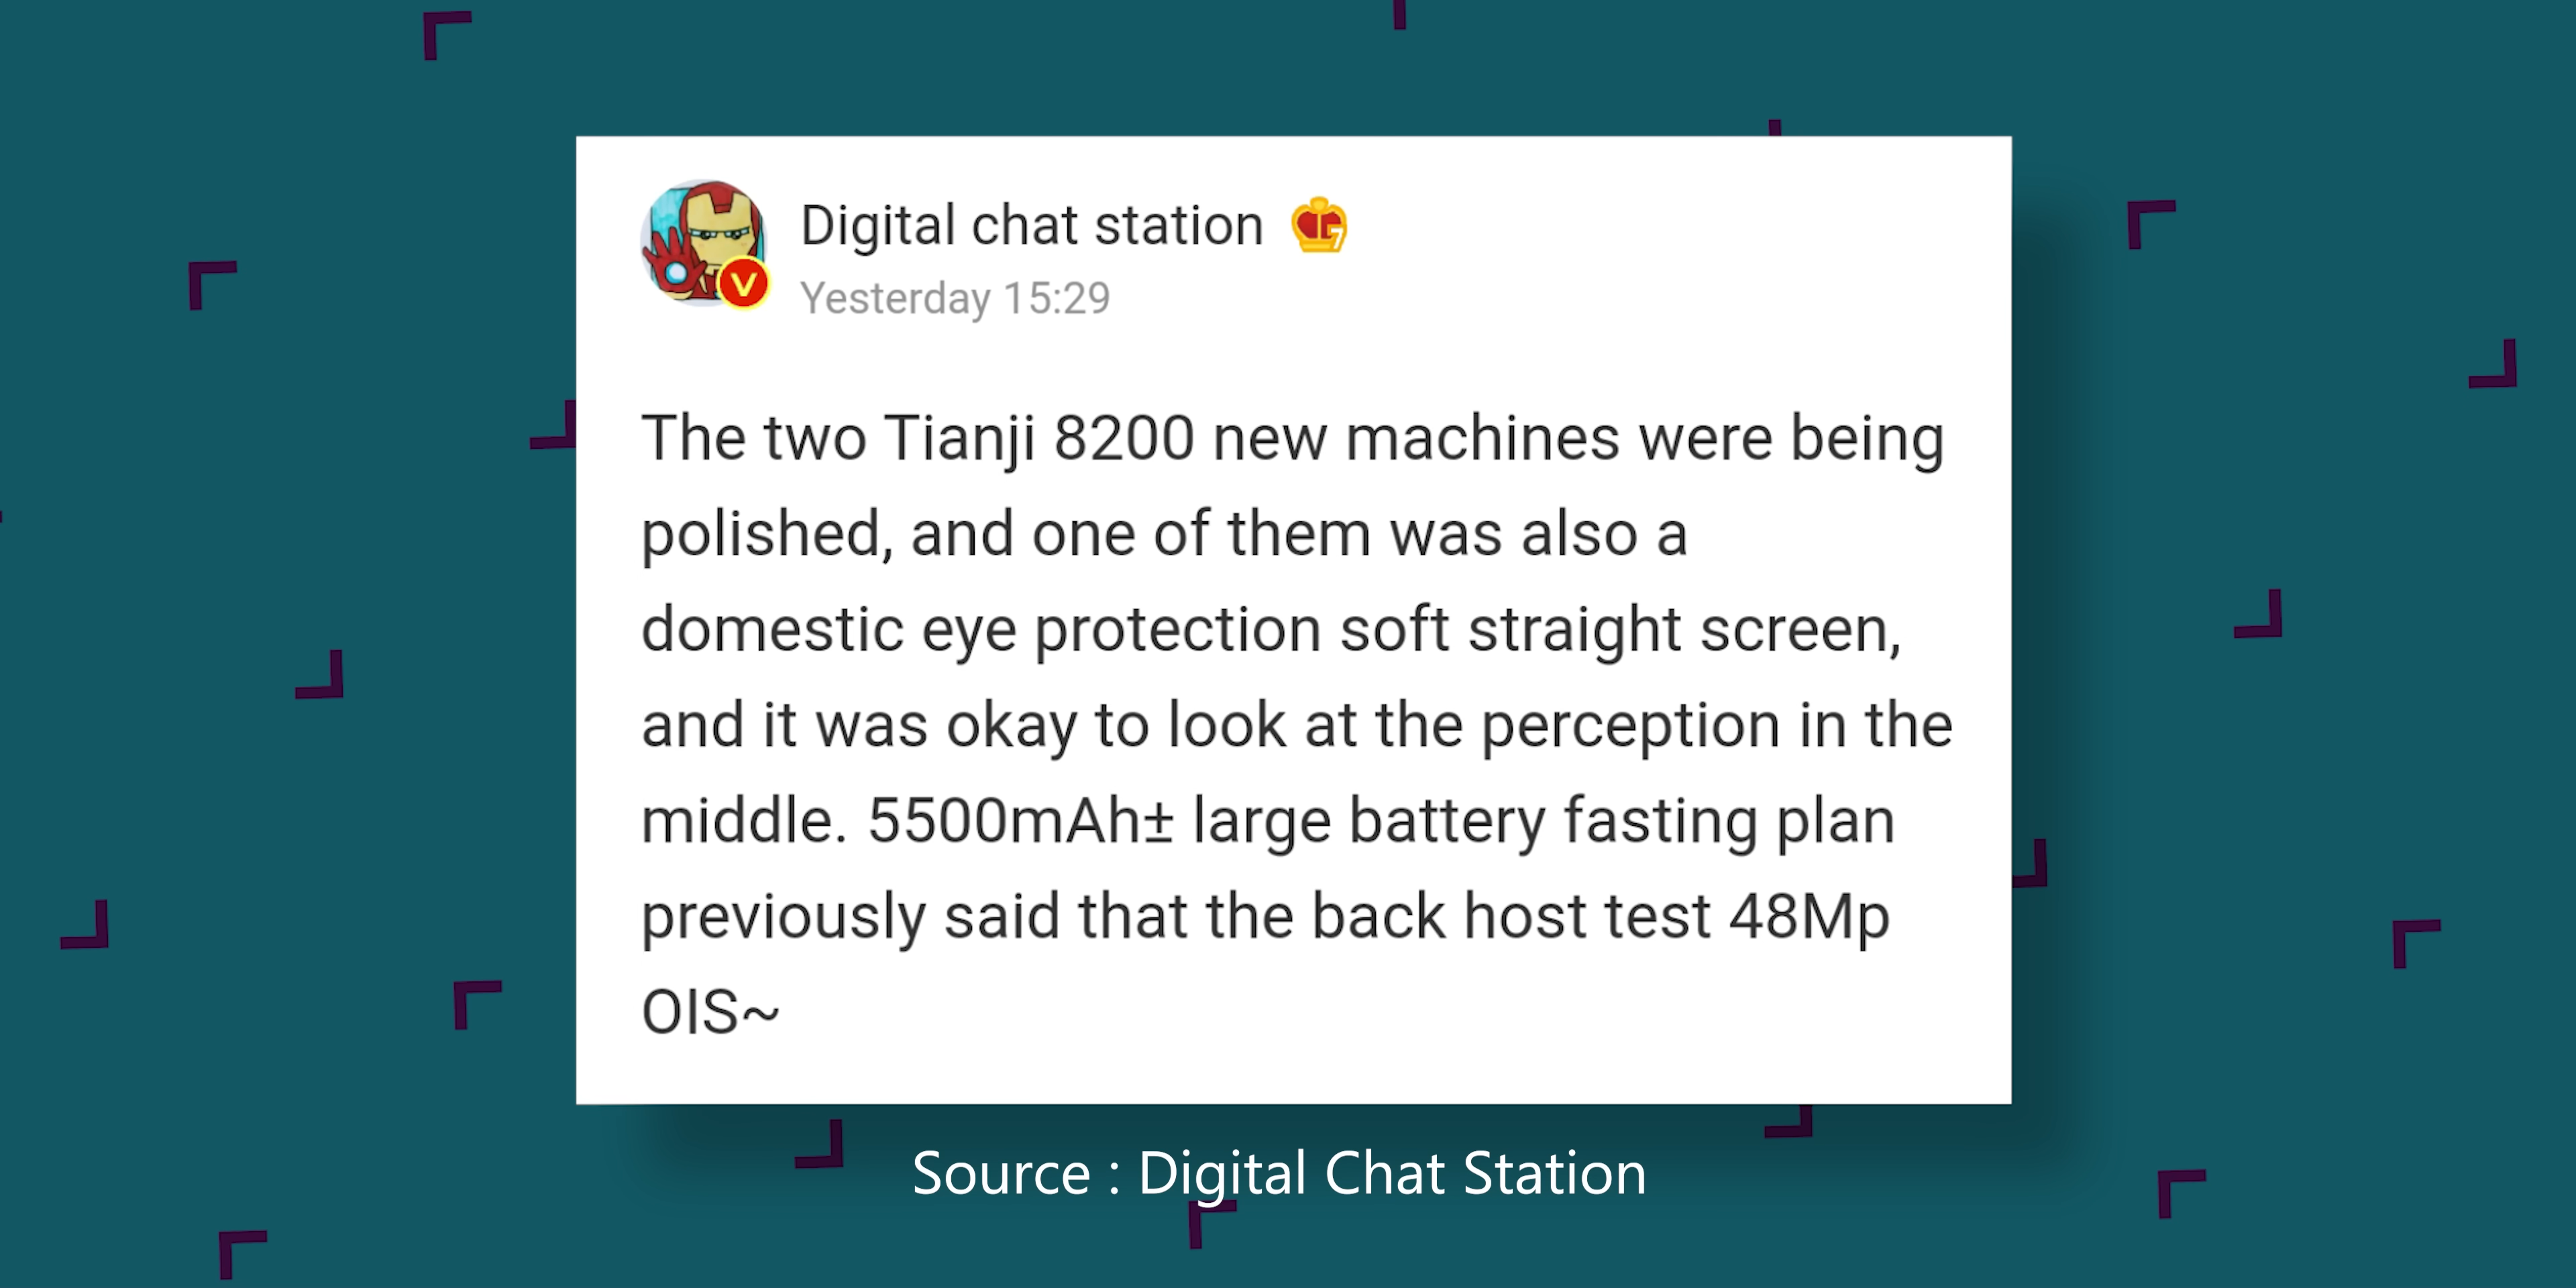 Digital chat station
Yesterday 15:29
The two Tianji 8200 new machines were being
polished, and one of them was also a
domestic eye protection soft straight screen,
and it was okay to look at the perception in the
middle. 5500mAh± large battery fasting plan
previously said that the back host test 48Mp
OIS~
Source : Digital Chat Station